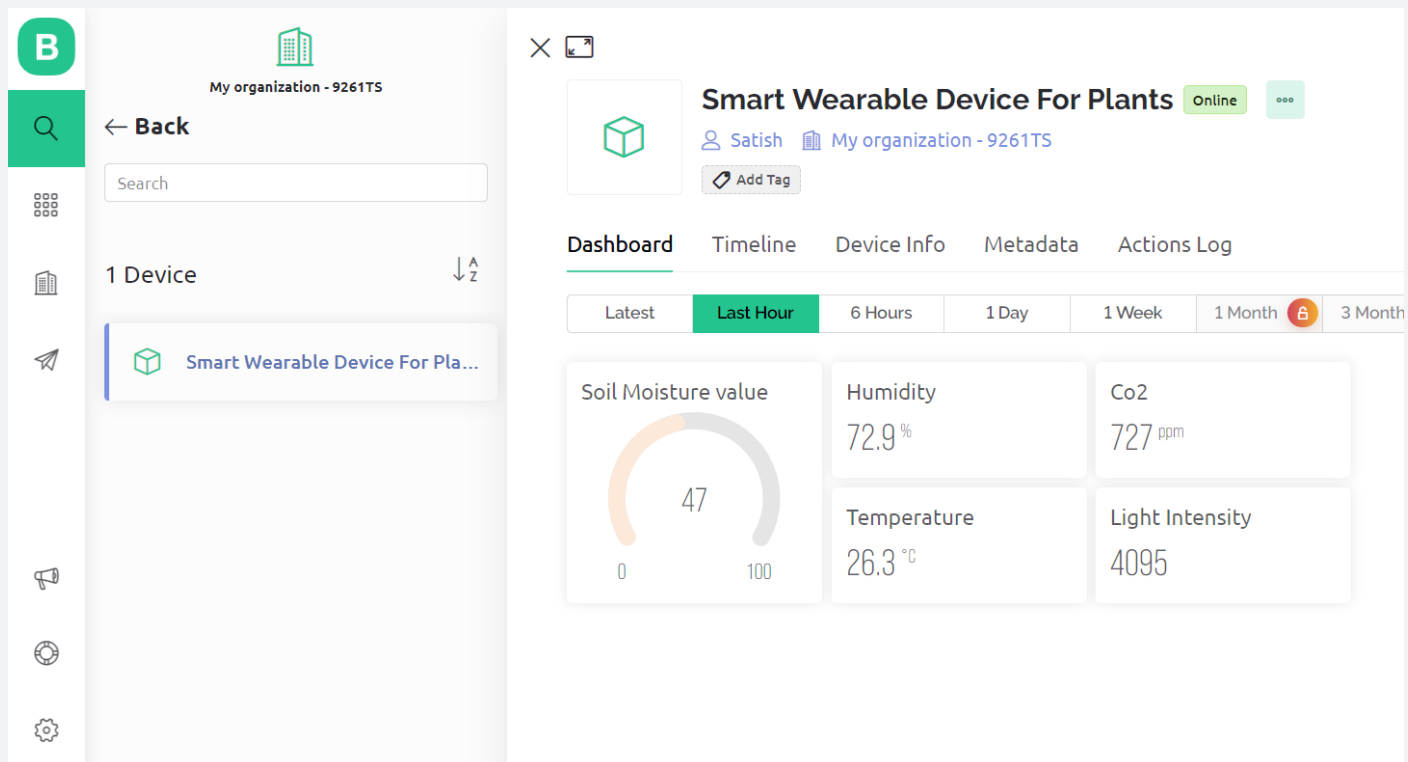 B
My organization - 9261TS
Back
Search
1 Device
A
Z
Smart Wearable Device For Pla...
Smart Wearable Device For Plants
Online
Satish
My organization - 9261TS
Add Tag
Dashboard Timeline Device Info Metadata Actions Log
Latest Last Hour 6 Hours 1 Day 1 Week 1 Month 3 Month
Soil Moisture value
47
0 100
Humidity
72.9 %
Co2
727 ppm
Temperature
26.3 °C
Light Intensity
4095